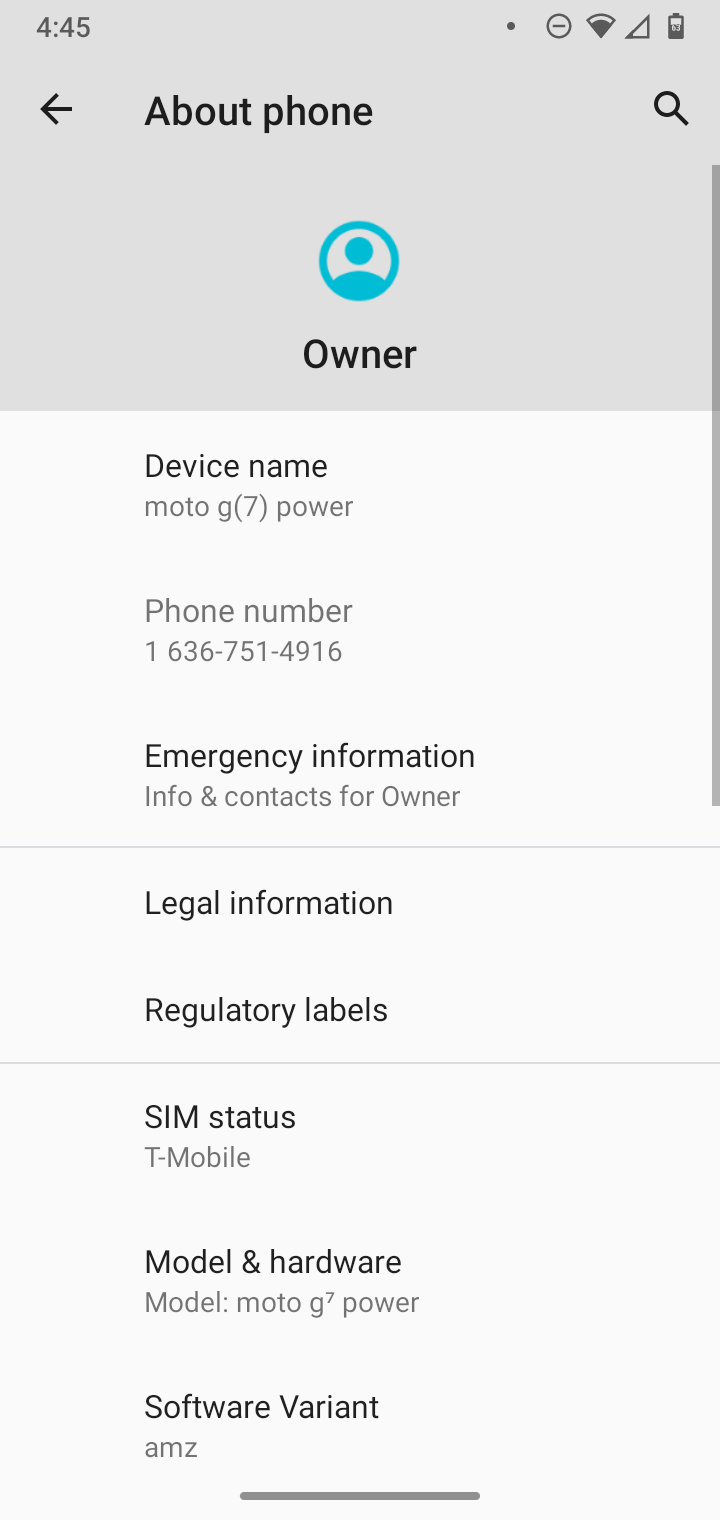 4:45
About phone
Owner
Device name
moto g(7) power
Phone number
1 636-751-4916
Emergency information
Info & contacts for Owner
Legal information
Regulatory labels
SIM status
T-Mobile
Model & hardware
Model: moto g⁷ power
Software Variant
amz